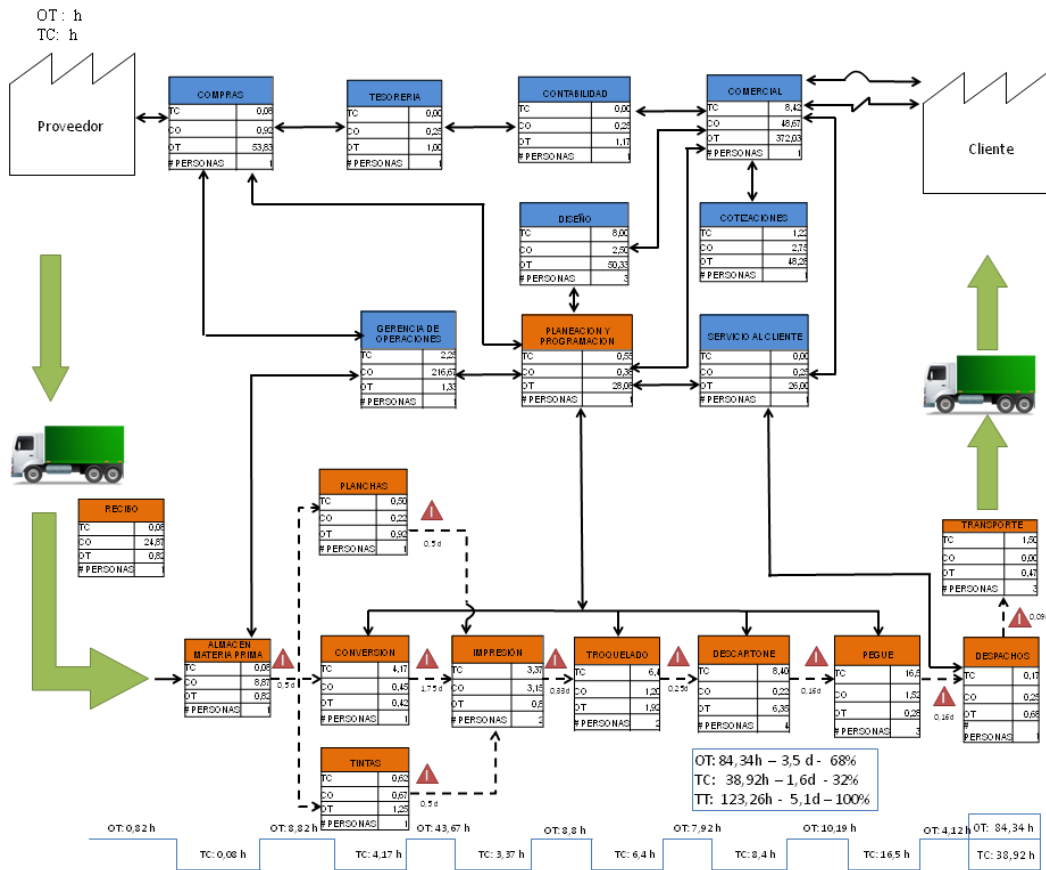 OT : h
TC: h
Proveedor
COMPRAS
TC 0,08
CO 0,92
OT 53,83
# PERSONAS 1
TESORERIA
TC 0,00
CO 0,25
OT 1,00
# PERSONAS 1
CONTABILIDAD
TC 0,00
CO 0,25
OT 1,17
# PERSONAS 1
COMERCIAL
TC 8,42
CO 48,67
OT 372,03
# PERSONAS 1
Cliente
DISEÑO
TC 8,00
CO 2,50
OT 50,33
# PERSONAS 3
COTIZACIONES
TC 1,22
CO 2,75
OT 48,28
# PERSONAS 1
GERENCIA DE
OPERACIONES
TC 2,25
CO 216,67
OT 1,33
# PERSONAS 1
PLANEACION Y
PROGRAMACION
TC 0,55
CO 0,38
OT 28,08
# PERSONAS 1
SERVICIO AL CLIENTE
TC 0,00
CO 0,25
OT 26,00
# PERSONAS 1
RECIBO
TC 0,08
CO 24,87
OT 0,82
# PERSONAS 1
PLANCHAS
TC 0,50
CO 0,22
OT 0,92
# PERSONAS 1
0,5 d
TRANSPORTE
TC 1,50
CO 0,00
OT 0,47
# PERSONAS 3
0,09
ALMACEN
MATERIA PRIMA
TC 0,08
CO 8,87
OT 0,82
# PERSONAS 1
0,5 d
CONVERSION
TC 4,17
CO 0,45
OT 0,42
# PERSONAS 1
1,75 d
IMPRESIÓN
TC 3,37
CO 3,15
OT 0,8
# PERSONAS 2
TROQUELADO
TC 6,4
CO 1,20
OT 1,92
# PERSONAS 2
0,25d
DESCARTONE
TC 8,40
CO 0,22
OT 6,35
# PERSONAS 4
0,16d
PEGUE
TC 16,5
CO 1,52
OT 0,28
# PERSONAS 3
0,16 d
DESPACHOS
TC 0,17
CO 0,25
OT 0,68
#
PERSONAS 1
TINTAS
TC 0,62
CO 0,67
OT 1,25
# PERSONAS 1
0,5 d
OT: 84,34h – 3,5 d - 68%
TC: 38,92h – 1,6d - 32%
TT: 123,26h - 5,1d – 100%
OT: 0,82 h OT: 8,82 h OT: 43,67 h OT: 8,8 h OT: 7,92 h OT: 10,19 h OT: 4,12 h OT: 84,34 h
TC: 0,08 h TC: 4,17 h TC: 3,37 h TC: 6,4 h TC: 8,4 h TC: 16,5 h TC: 38,92 h